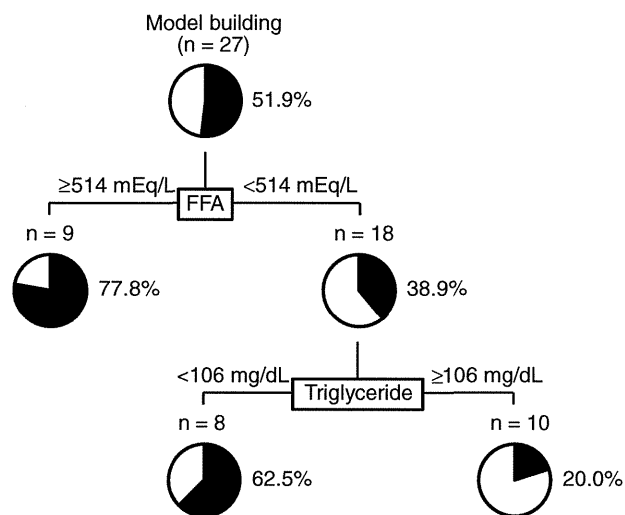 Model building
(n = 27)
51.9%
≥514 mEq/L
<514 mEq/L
FFA
n = 9
n = 18
77.8%
38.9%
<106 mg/dL
≥106 mg/dL
Triglyceride
n = 8
n = 10
62.5%
20.0%